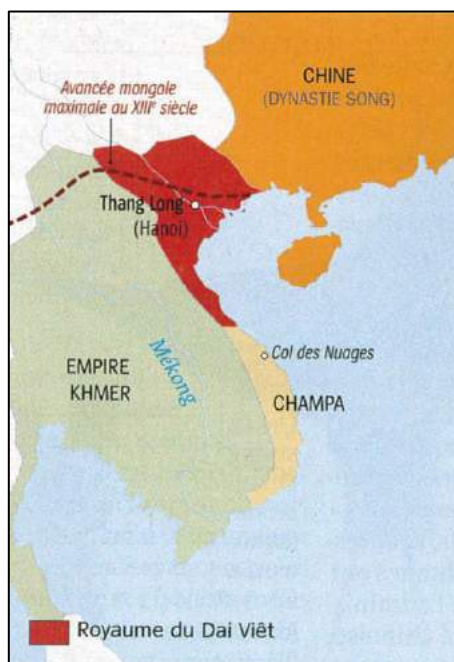 CHINE
(DYNASTIE SONG)
Avancée mongole
maximale au XIIIe siècle
Thang Long
(Hanoi)
Col des Nuages
Mékong
EMPIRE
KHMER
CHAMPA
Royaume du Dai Viêt